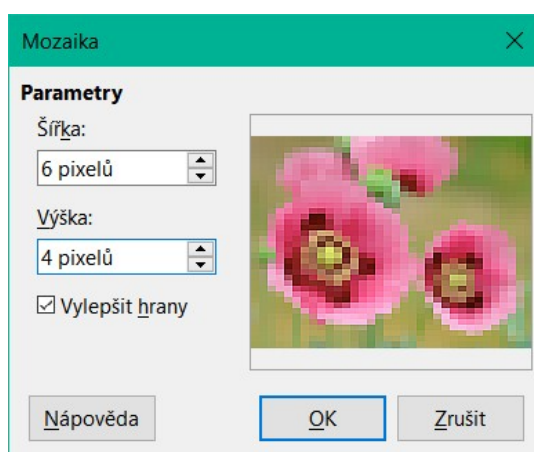 Mozaika
Parametry
Šířka:
6 pixelů
Výška:
4 pixelů
Vylepšit hrany
Nápověda
OK
Zrušit